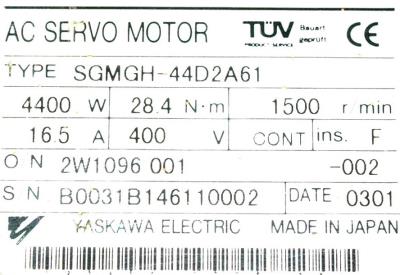 AC SERVO MOTOR TÜV Bauart geprüft CE
PRODUCT SERVICE
TYPE SGMGH-44D2A61
4400 W 28.4 N·m 1500 r/min
16.5 A 400 V CONT ins. F
O N 2W1096 001 -002
S N B0031B146110002 DATE 0301
YASKAWA ELECTRIC MADE IN JAPAN